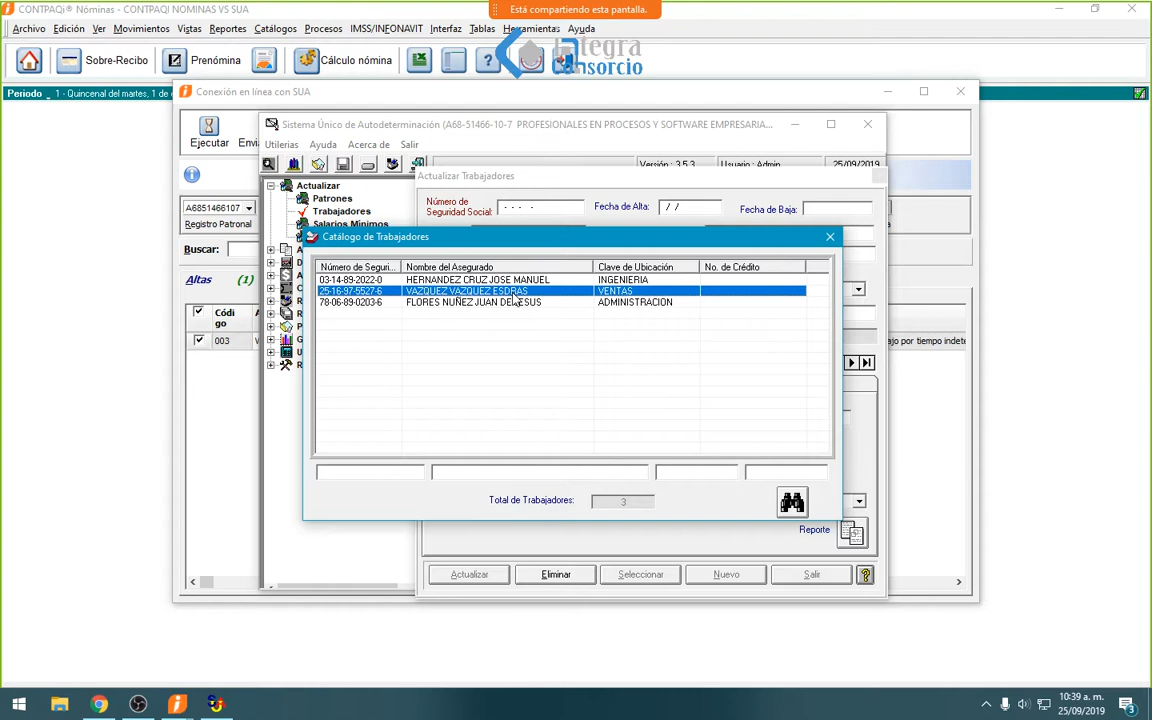 CONTPAQi® Nóminas - CONTPAQI NOMINAS VS SUA
Está compartiendo esta pantalla.
Archivo Edición Ver Movimientos Vistas Reportes Catálogos Procesos IMSS/INFONAVIT Interfaz Tablas Herramientas Ayuda
Sobre-Recibo Prenómina Cálculo nómina
Integra
Consorcio
Periodo - 1 - Quincenal del martes, 1 de
Conexión en línea con SUA
Sistema Único de Autodeterminación (A68-51466-10-7 PROFESIONALES EN PROCESOS Y SOFTWARE EMPRESARIA...
Ejecutar
Utilerias Ayuda Acerca de Salir
Versión : 3.5.3 Usuario : Admin 25/09/2019
Actualizar Trabajadores
Actualizar
Patrones
Trabajadores
Salarios Mínimos
A6851466107
Registro Patronal
Número de
Seguridad Social:
- - -
Fecha de Alta:
/ /
Fecha de Baja:
Buscar:
Catálogo de Trabajadores
Número de Seguri... Nombre del Asegurado Clave de Ubicación No. de Crédito
03-14-89-2022-0 HERNANDEZ CRUZ JOSE MANUEL INGENIERIA
25-16-97-5527-6 VAZQUEZ VAZQUEZ ESDRAS VENTAS
78-06-89-0203-6 FLORES NUÑEZ JUAN DE JESUS ADMINISTRACION
Altas (1)
Códi
go
003
ajo por tiempo indete
Total de Trabajadores: 3
Reporte
Actualizar Eliminar Seleccionar Nuevo Salir
10:39 a. m.
25/09/2019
3